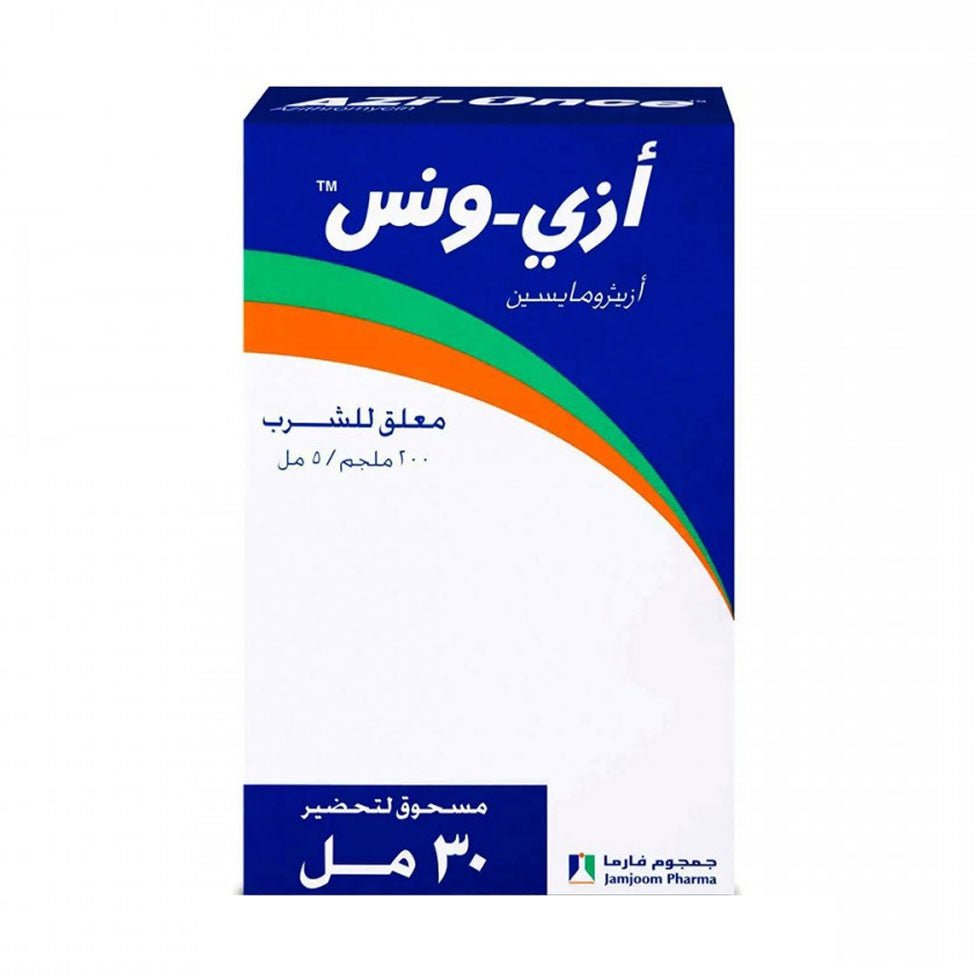 AZi-Once™
Azithromycin
أزي-ونس™
أزيثرومايسين
معلق للشرب
٢٠٠ ملجم / ٥ مل
مسحوق لتحضير
٣٠ مل
جمجوم فارما
Jamjoom Pharma